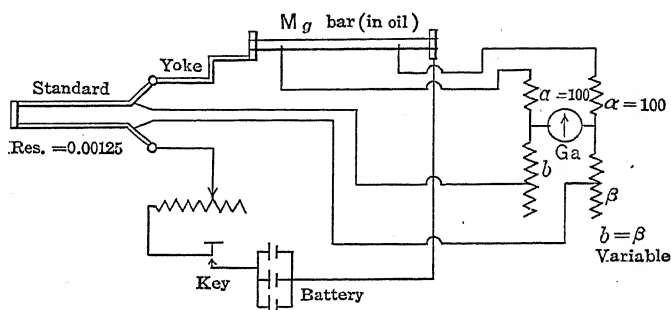 Mg bar (in oil)
Yoke
Standard
Res. = 0.00125
a = 100
α = 100
Ga
b
β
b = β
Variable
Key
Battery